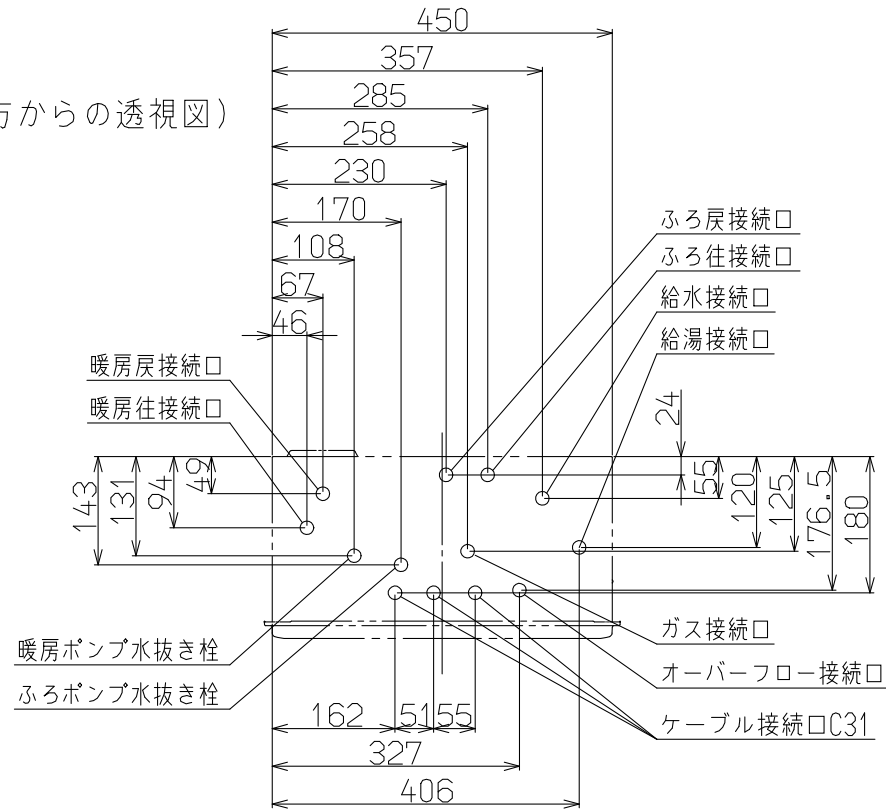 450
357
方からの透視図)
285
258
230
170
108
67
46
ふろ戻接続口
ふろ往接続口
給水接続口
給湯接続口
暖房戻接続口
暖房往接続口
24
143
131
94
49
55
120
125
176.5
180
ガス接続口
暖房ポンプ水抜き栓
オーバーフロー接続口
ふろポンプ水抜き栓
162
51
55
ケーブル接続口C31
327
406